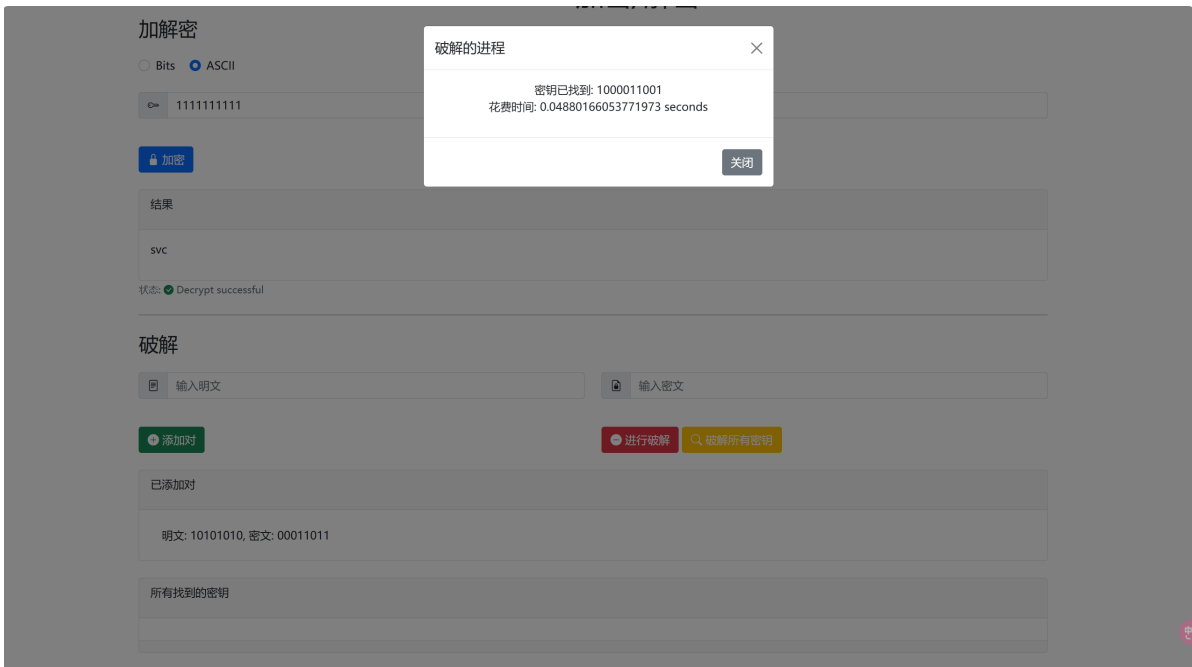 加解密
破解的进程
Bits ASCII
密钥已找到: 1000011001
花费时间: 0.04880166053771973 seconds
1111111111
加密
关闭
结果
svc
状态: Decrypt successful
破解
输入明文 输入密文
添加对 进行破解 破解所有密钥
已添加对
明文: 10101010, 密文: 00011011
所有找到的密钥